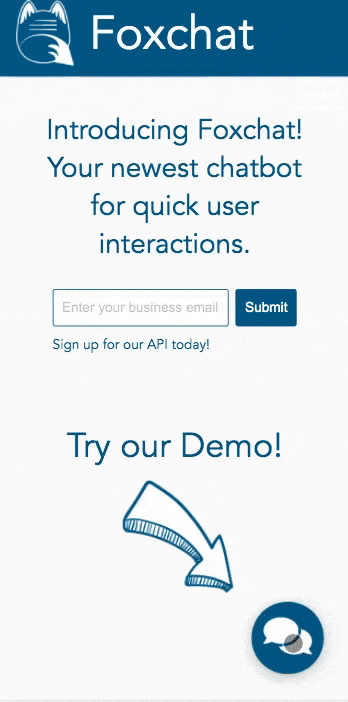 Foxchat
Introducing Foxchat!
Your newest chatbot
for quick user
interactions.
Enter your business email
Submit
Sign up for our API today!
Try our Demo!